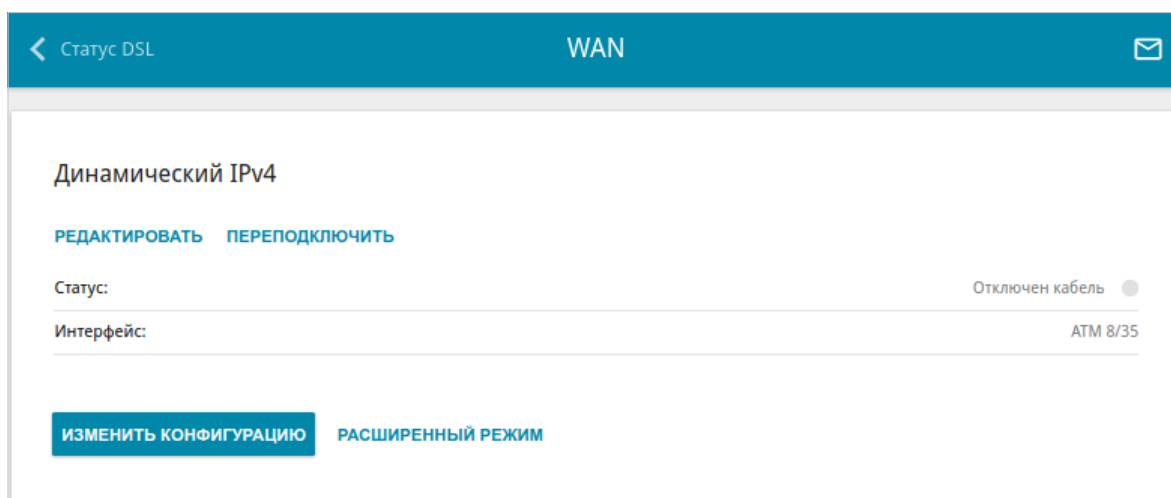 Статус DSL
WAN
Динамический IPv4
РЕДАКТИРОВАТЬ ПЕРЕПОДКЛЮЧИТЬ
Статус: Отключен кабель
Интерфейс: ATM 8/35
ИЗМЕНИТЬ КОНФИГУРАЦИЮ РАСШИРЕННЫЙ РЕЖИМ